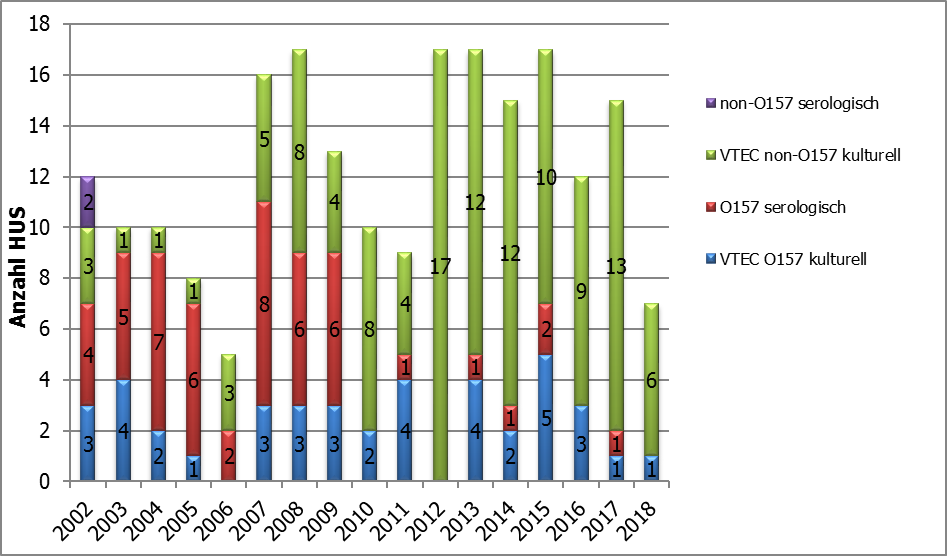 18
16
14
12
10
8
6
4
2
0
Anzahl HUS
3 4 3 2
4 5 1
2 7 1
1 6 1
2 3
3 8 5
3 6 8
3 6 4
2 8
4 1 4
17
4 1 12
2 1 12
5 2 10
3 9
1 1 13
1 6
2002 2003 2004 2005 2006 2007 2008 2009 2010 2011 2012 2013 2014 2015 2016 2017 2018
non-O157 serologisch
VTEC non-O157 kulturell
O157 serologisch
VTEC O157 kulturell